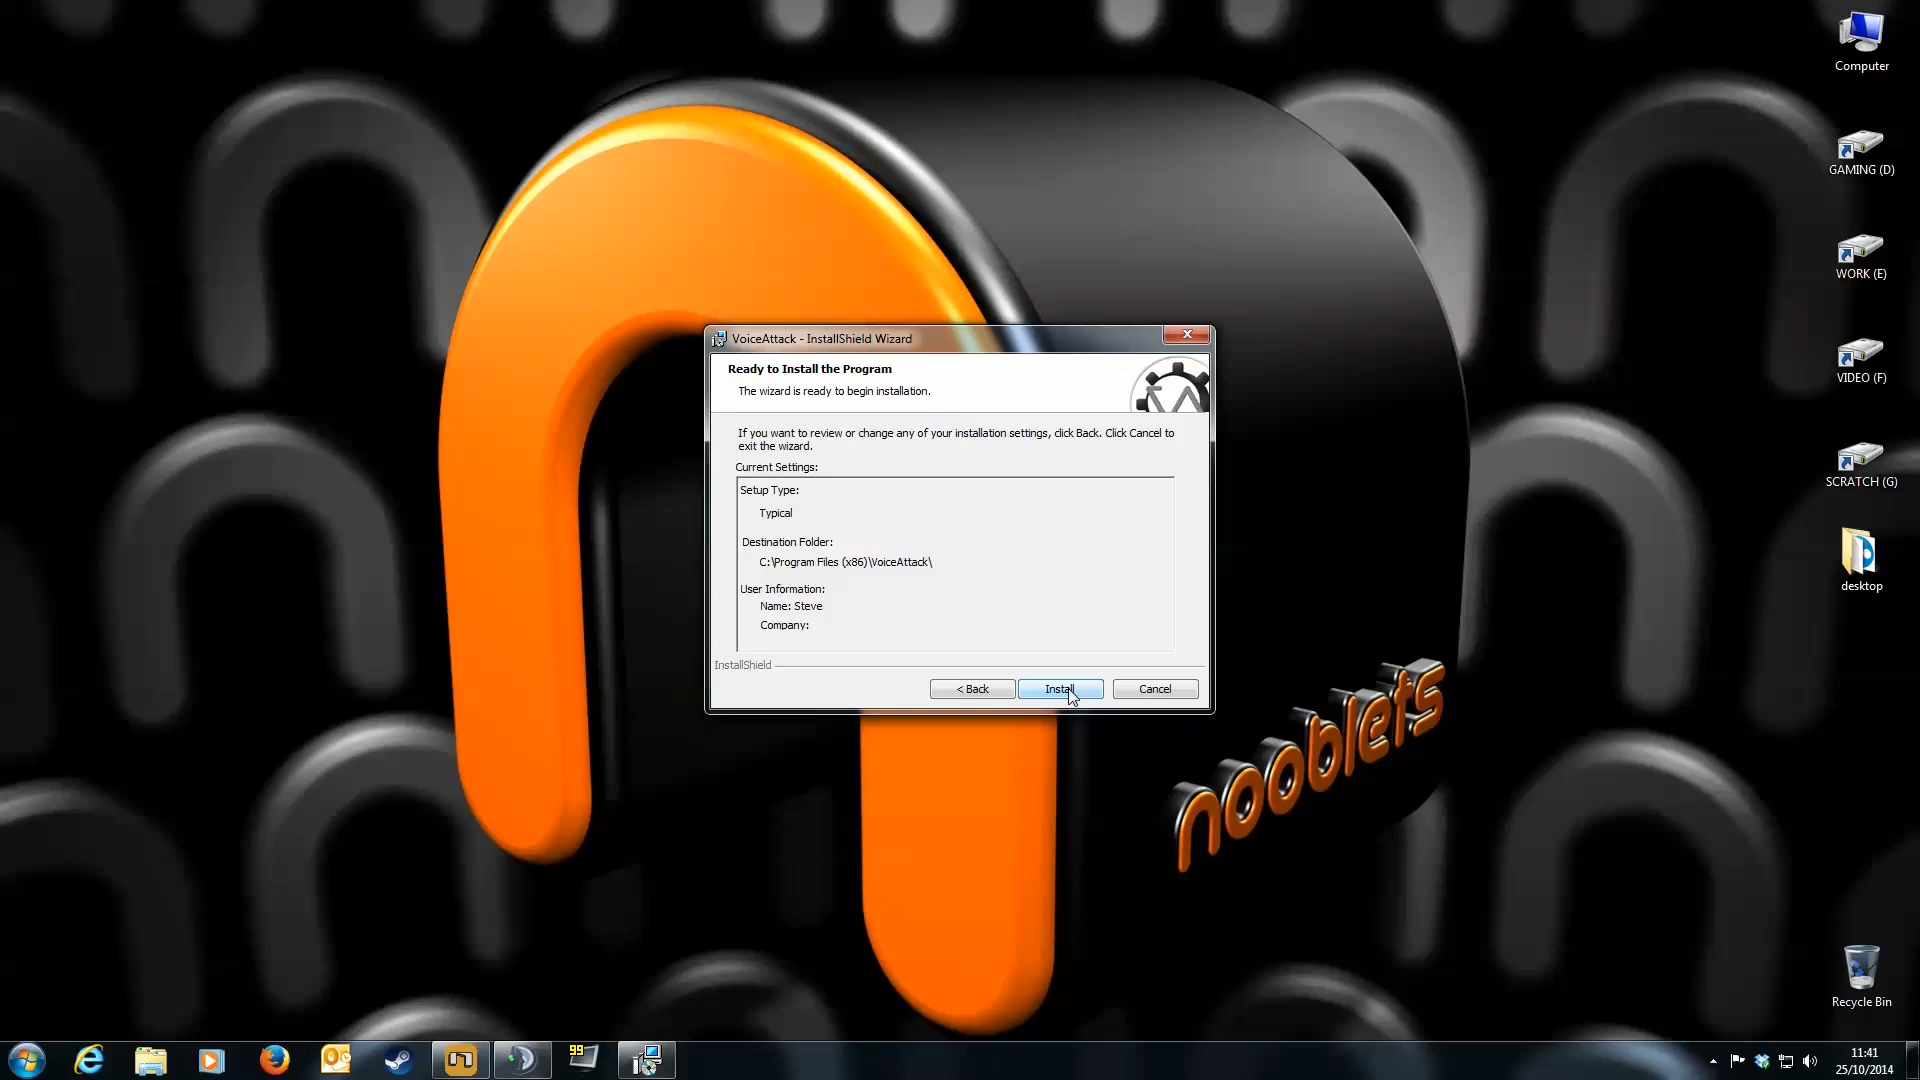 Computer
GAMING (D)
WORK (E)
VIDEO (F)
SCRATCH (G)
desktop
Recycle Bin
VoiceAttack - InstallShield Wizard
Ready to Install the Program
The wizard is ready to begin installation.
If you want to review or change any of your installation settings, click Back. Click Cancel to
exit the wizard.
Current Settings:
Setup Type:
Typical
Destination Folder:
C:\Program Files (x86)\VoiceAttack\
User Information:
Name: Steve
Company:
InstallShield
< Back
Install
Cancel
nooblets
99
11:41
25/10/2014